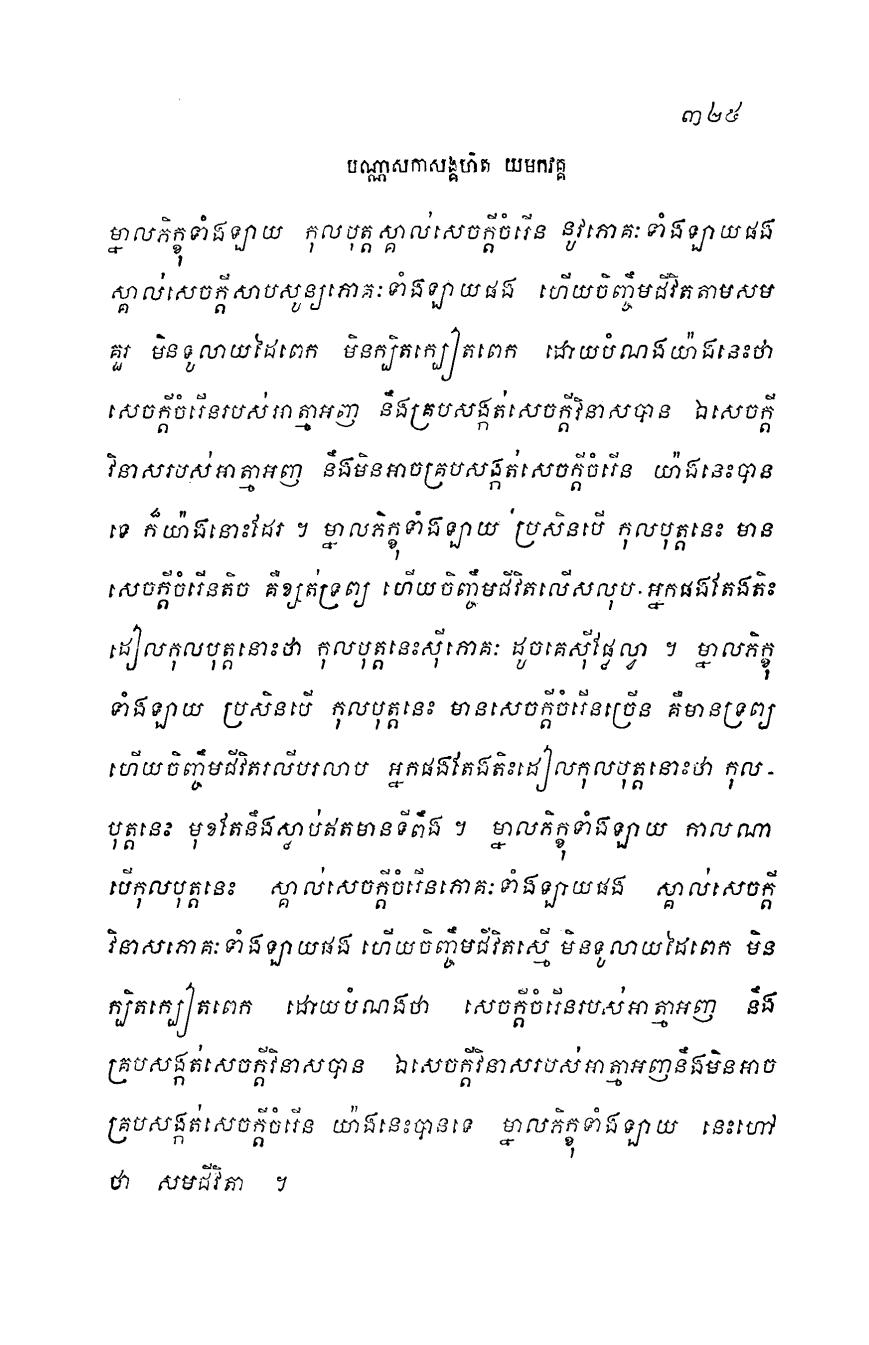 ៣២៥
បណ្ណាសកាសង្គហិត យមកវគ្គ
ម្នាលភិក្ខុទាំងឡាយ កុលបុត្តស្គាល់សេចក្តីចំរើន នូវភោគៈទាំងឡាយផង
ស្គាល់សេចក្តីសាបសូន្យភោគៈទាំងឡាយផង ហើយចិញ្ចឹមជីវិតតាមសម
គួរ មិនទូលាយដៃពេក មិនក្បិតក្បៀតពេក ដោយបំណងយ៉ាងនេះថា
សេចក្តីចំរើនរបស់អាត្មាអញ នឹងគ្របសង្កត់សេចក្តីវិនាសបាន ឯសេចក្តី
វិនាសរបស់អាត្មាអញ នឹងមិនអាចគ្របសង្កត់សេចក្តីចំរើន យ៉ាងនេះបាន
ទេ ក៏យ៉ាងនោះដែរ ។ ម្នាលភិក្ខុទាំងឡាយ ប្រសិនបើ កុលបុត្តនេះ មាន
សេចក្តីចំរើនតិច គឺខ្សត់ទ្រព្យ ហើយចិញ្ចឹមជីវិតលើសលុប អ្នកផងតែងតិះ
ដៀលកុលបុត្តនោះថា កុលបុត្តនេះស៊ីភោគៈ ដូចគេស៊ីផ្លែល្វា ។ ម្នាលភិក្ខុ
ទាំងឡាយ ប្រសិនបើ កុលបុត្តនេះ មានសេចក្តីចំរើនច្រើន គឺមានទ្រព្យ
ហើយចិញ្ចឹមជីវិតរលីបរលាប អ្នកផងតែងតិះដៀលកុលបុត្តនោះថា កុល-
បុត្តនេះ មុខតែនឹងស្លាប់ឥតមានទីពឹង ។ ម្នាលភិក្ខុទាំងឡាយ កាលណា
បើកុលបុត្តនេះ ស្គាល់សេចក្តីចំរើនភោគៈទាំងឡាយផង ស្គាល់សេចក្តី
វិនាសភោគៈទាំងឡាយផង ហើយចិញ្ចឹមជីវិតស្មើ មិនទូលាយដៃពេក មិន
ក្បិតក្បៀតពេក ដោយបំណងថា សេចក្តីចំរើនរបស់អាត្មាអញ នឹង
គ្របសង្កត់សេចក្តីវិនាសបាន ឯសេចក្តីវិនាសរបស់អាត្មាអញនឹងមិនអាច
គ្របសង្កត់សេចក្តីចំរើន យ៉ាងនេះបានទេ ម្នាលភិក្ខុទាំងឡាយ នេះហៅ
ថា សមជីវិតា ។